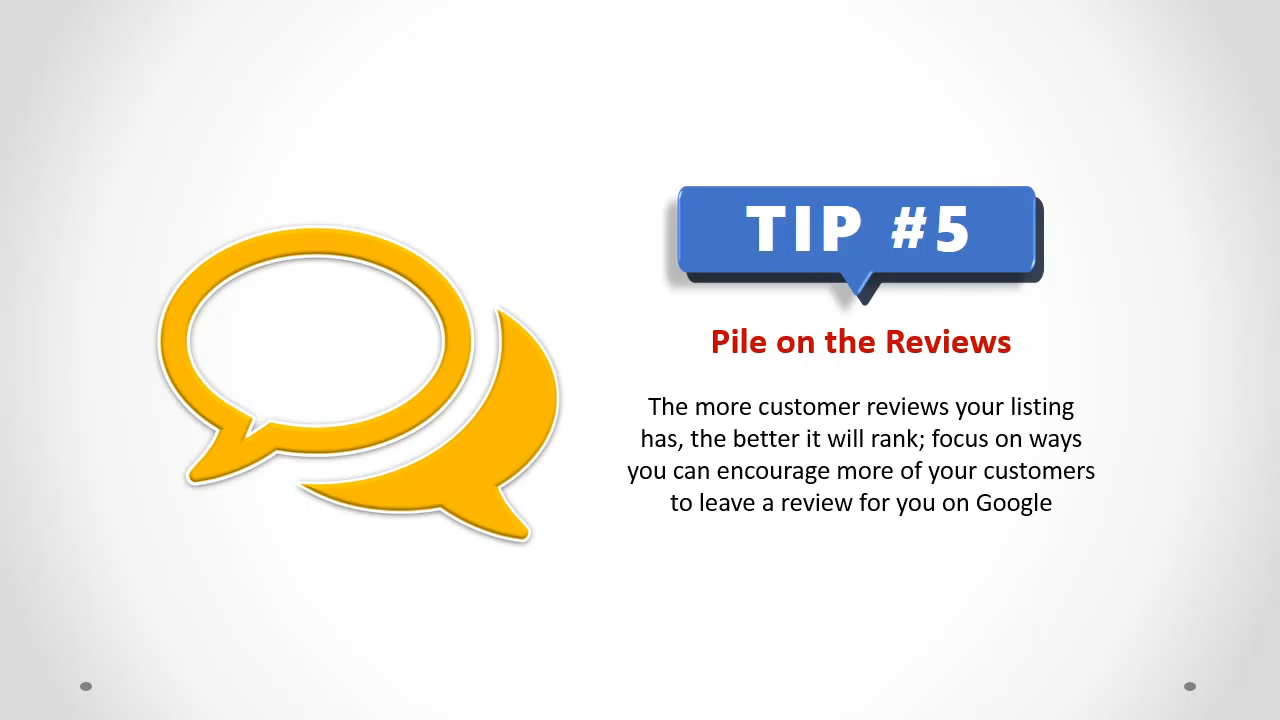 TIP #5
Pile on the Reviews
The more customer reviews your listing
has, the better it will rank; focus on ways
you can encourage more of your customers
to leave a review for you on Google